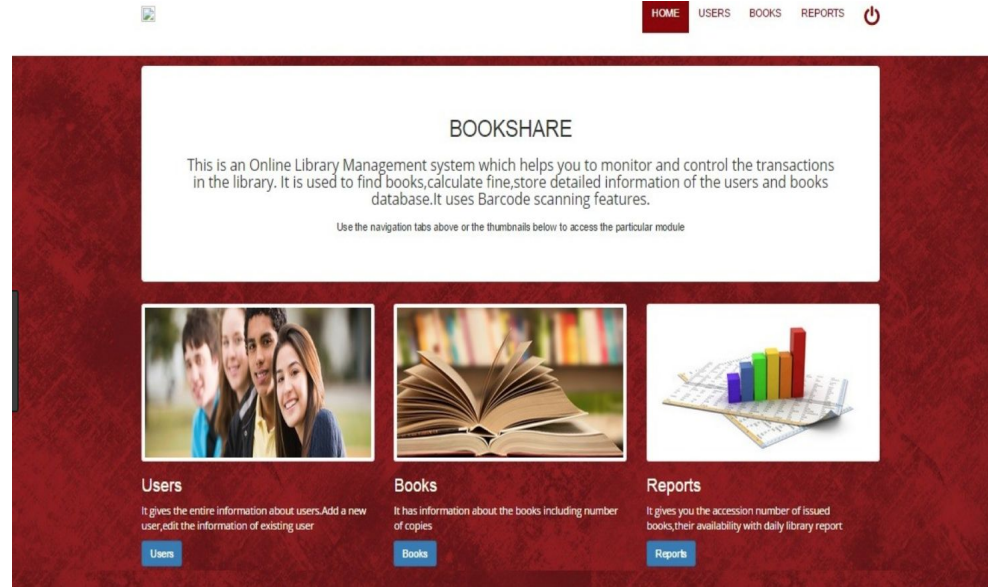 HOME USERS BOOKS REPORTS
BOOKSHARE
This is an Online Library Management system which helps you to monitor and control the transactions
in the library. It is used to find books,calculate fine,store detailed information of the users and books
database.It uses Barcode scanning features.
Use the navigation tabs above or the thumbnails below to access the particular module
Users
It gives the entire information about users.Add a new
user,edit the information of existing user
Users
Books
It has information about the books including number
of copies
Books
Reports
It gives you the accession number of issued
books,their availability with daily library report
Reports